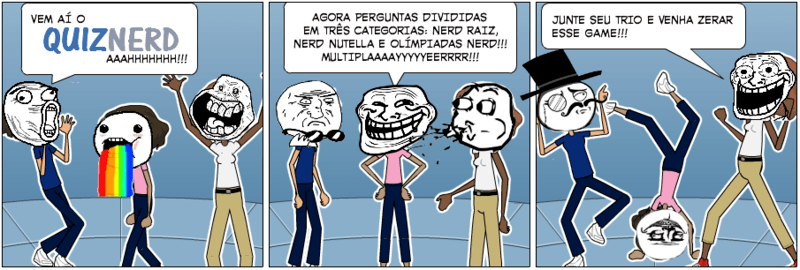 VEM AÍ O
QUIZNERD
AAAHHHHHHH!!!
AGORA PERGUNTAS DIVIDIDAS
EM TRÊS CATEGORIAS: NERD RAIZ,
NERD NUTELLA E OLÍMPIADAS NERD!!!
MULTIPLAAAAYYYYYEERRRR!!!
JUNTE SEU TRIO E VENHA ZERAR
ESSE GAME!!!